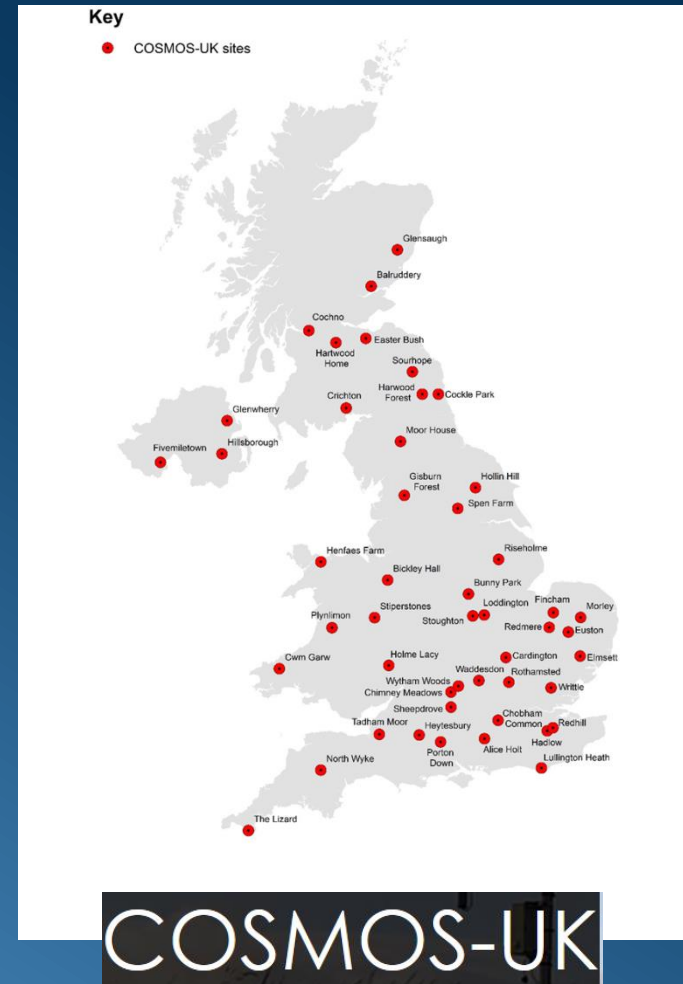 Key
COSMOS-UK sites
Glensaugh
Balruddery
Cochno
Easter Bush
Hartwood
Home
Sourhope
Harwood
Forest
Cockle Park
Crichton
Glenwherry
Hillsborough
Fivemiletown
Moor House
Gisburn
Forest
Hollin Hill
Spen Farm
Henfaes Farm
Riseholme
Bickley Hall
Bunny Park
Stiperstones
Loddington
Fincham
Morley
Plynlimon
Stoughton
Redmere
Euston
Cwm Garw
Holme Lacy
Cardington
Elmsett
Waddesdon
Rothamsted
Wytham Woods
Chimney Meadows
Writtle
Sheepdrove
Chobham
Common
Redhill
Tadham Moor
Heytesbury
Hadlow
Porton
Down
Alice Holt
Lullington Heath
North Wyke
The Lizard
COSMOS-UK